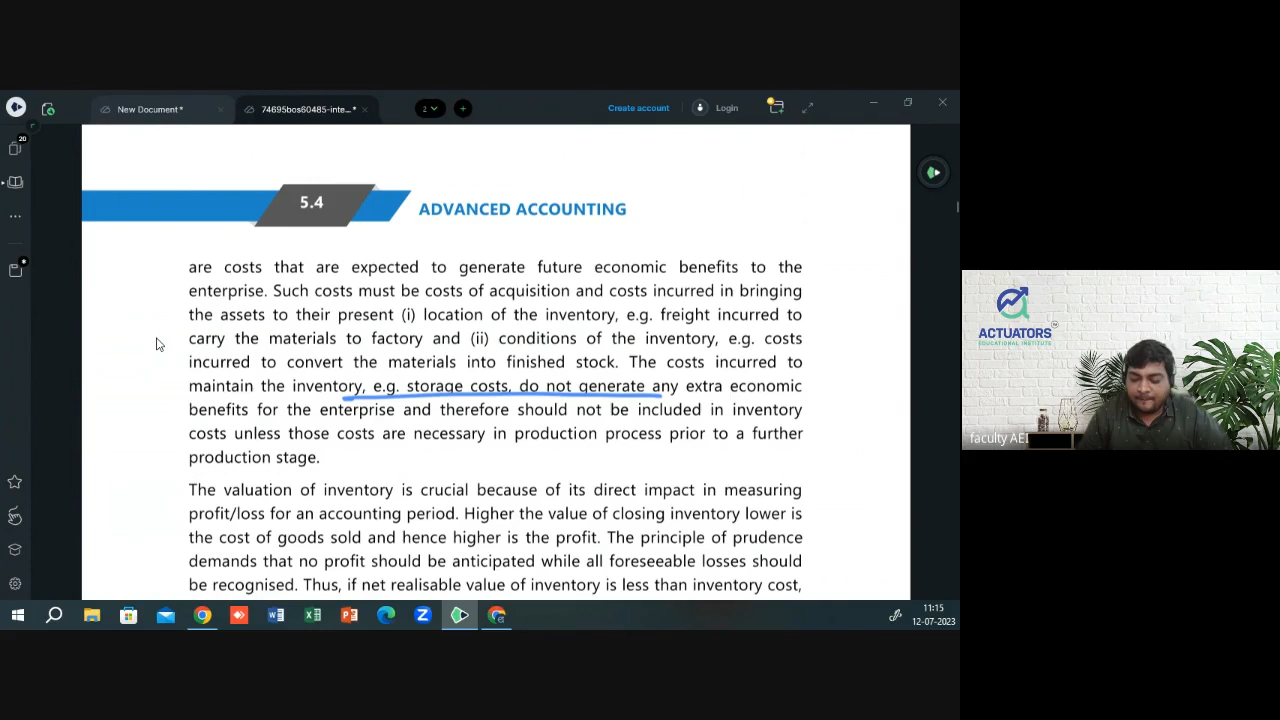 New Document*
74695bos60485-inte...*
2
Create account
Login
20
5.4
ADVANCED ACCOUNTING
are costs that are expected to generate future economic benefits to the
enterprise. Such costs must be costs of acquisition and costs incurred in bringing
the assets to their present (i) location of the inventory, e.g. freight incurred to
carry the materials to factory and (ii) conditions of the inventory, e.g. costs
incurred to convert the materials into finished stock. The costs incurred to
maintain the inventory, e.g. storage costs, do not generate any extra economic
benefits for the enterprise and therefore should not be included in inventory
costs unless those costs are necessary in production process prior to a further
production stage.
The valuation of inventory is crucial because of its direct impact in measuring
profit/loss for an accounting period. Higher the value of closing inventory lower is
the cost of goods sold and hence higher is the profit. The principle of prudence
demands that no profit should be anticipated while all foreseeable losses should
be recognised. Thus, if net realisable value of inventory is less than inventory cost,
11:15
12-07-2023
ACTUATORS
EDUCATIONAL INSTITUTE
faculty AEI